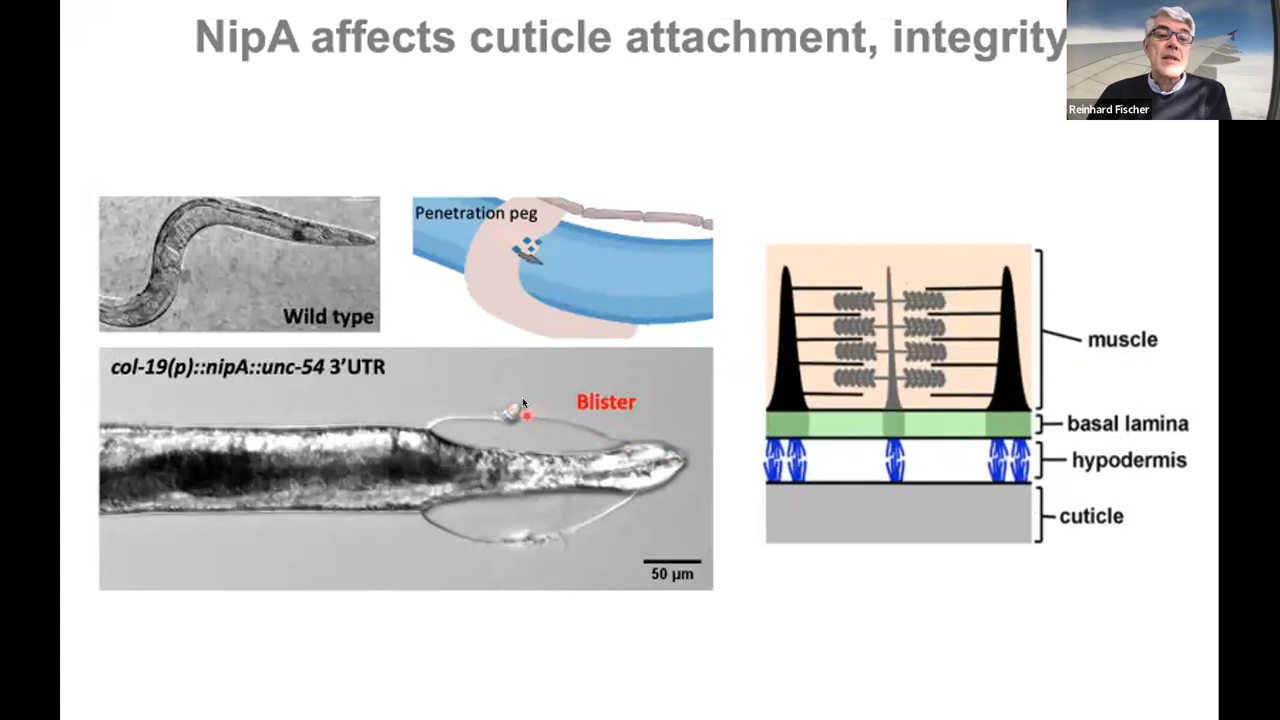 NipA affects cuticle attachment, integrity
Reinhard Fischer
Penetration peg
Wild type
col-19(p)::nipA::unc-54 3’UTR
Blister
50 µm
muscle
basal lamina
hypodermis
cuticle